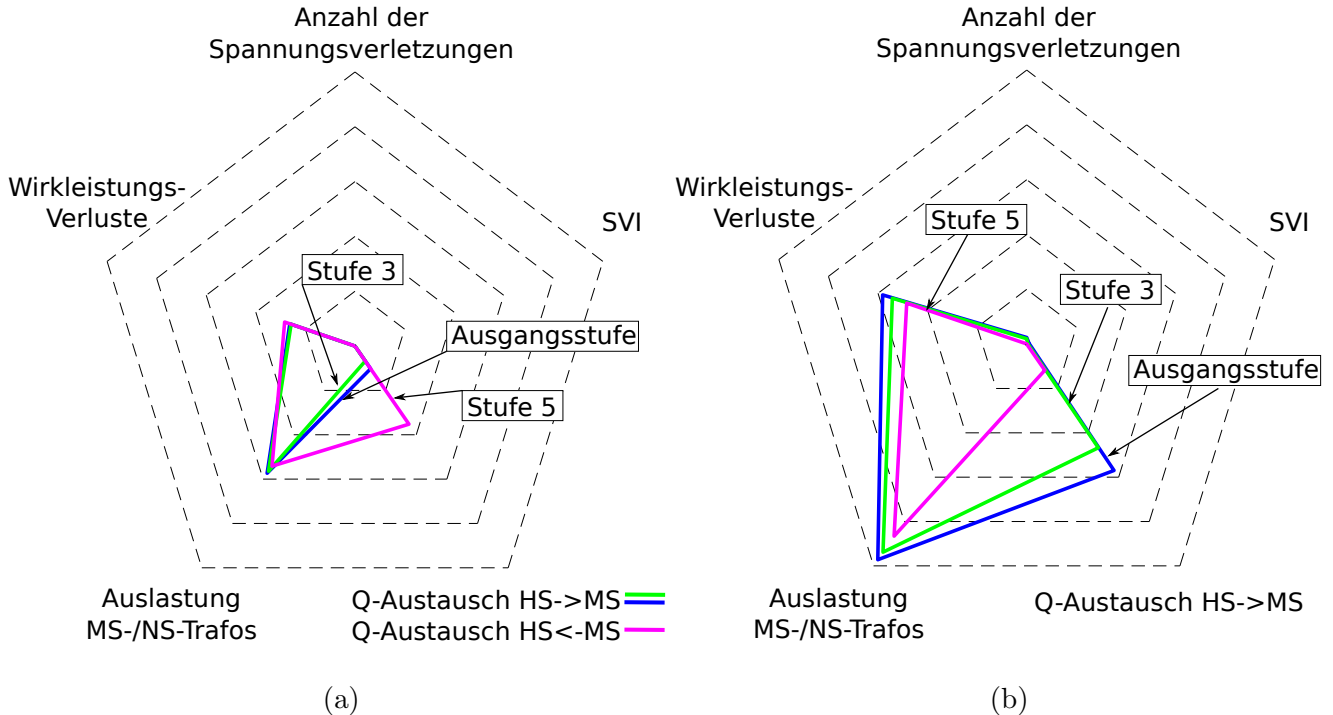 Anzahl der
Spannungsverletzungen
Wirkleistungs-
Verluste
SVI
Stufe 3
Ausgangsstufe
Stufe 5
Auslastung
MS-/NS-Trafos
Q-Austausch HS->MS
Q-Austausch HS<-MS
(a)
Anzahl der
Spannungsverletzungen
Wirkleistungs-
Verluste
SVI
Stufe 5
Stufe 3
Ausgangsstufe
Auslastung
MS-/NS-Trafos
Q-Austausch HS->MS
(b)